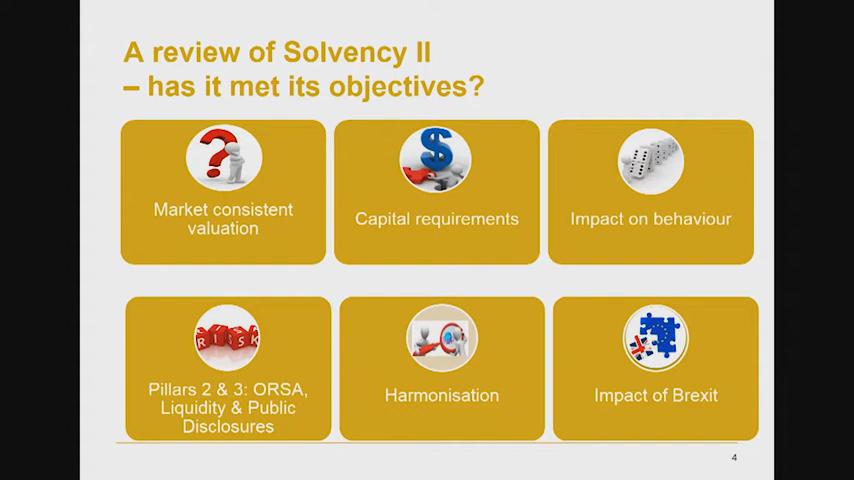 A review of Solvency II
– has it met its objectives?
Market consistent
valuation
Capital requirements
Impact on behaviour
RISK
Pillars 2 & 3: ORSA,
Liquidity & Public
Disclosures
Harmonisation
Impact of Brexit
4